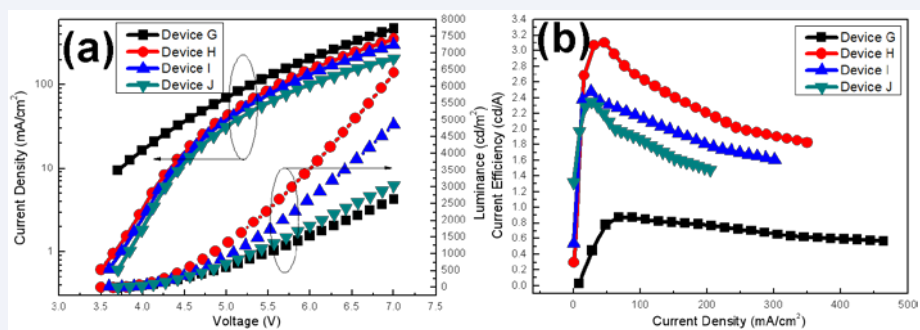 (a)
Device G
Device H
Device I
Device J
Current Density (mA/cm²)
100
10
1
Luminance (cd/m²)
8000
7500
7000
6500
6000
5500
5000
4500
4000
3500
3000
2500
2000
1500
1000
500
0
3.0 3.5 4.0 4.5 5.0 5.5 6.0 6.5 7.0
Voltage (V)
(b)
Device G
Device H
Device I
Device J
Current Efficiency (cd/A)
3.4
3.2
3.0
2.8
2.6
2.4
2.2
2.0
1.8
1.6
1.4
1.2
1.0
0.8
0.6
0.4
0.2
0.0
0 100 200 300 400 500
Current Density (mA/cm²)